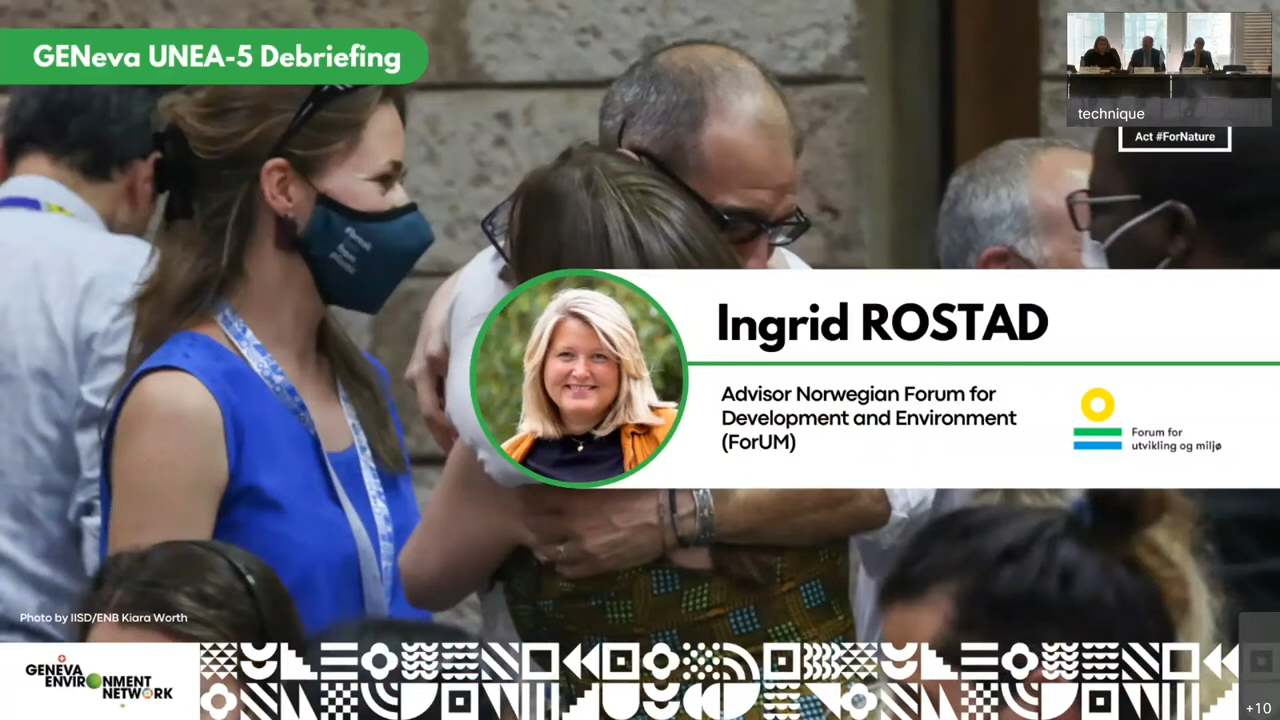 GENeva UNEA-5 Debriefing
technique
Act #ForNature
Ingrid ROSTAD
Advisor Norwegian Forum for
Development and Environment
(ForUM)
Forum for
utvikling og miljø
Photo by IISD/ENB Kiara Worth
GENEVA
ENVIRONMENT
NETWORK
+10